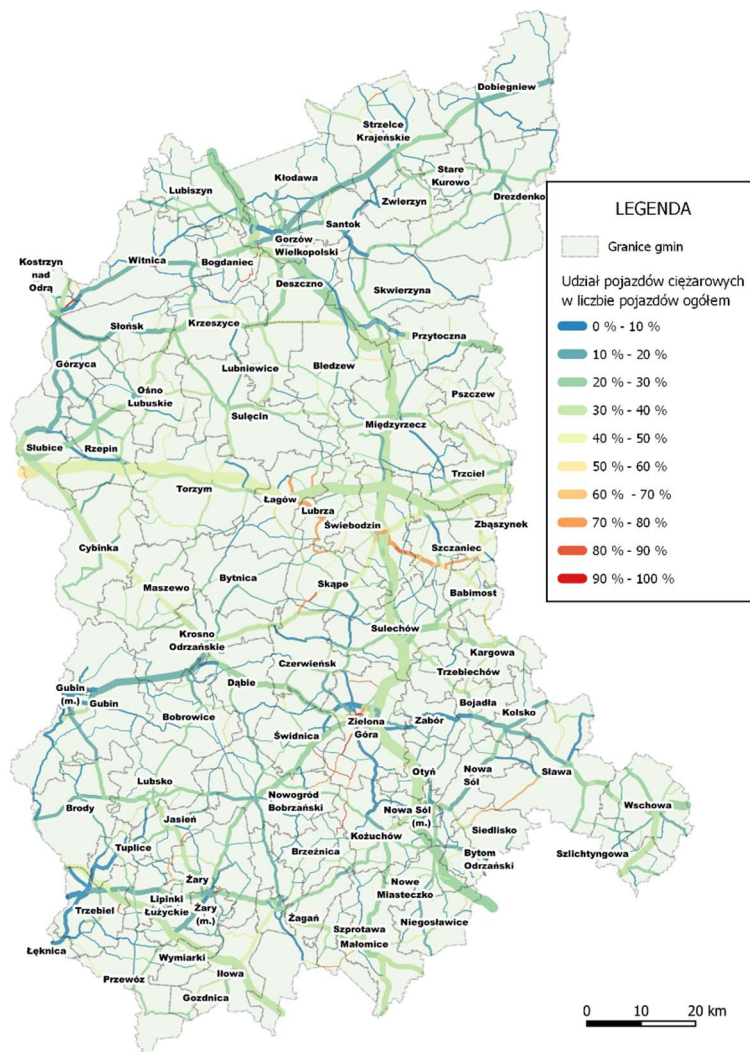 Dobiegniew
Strzelce
Krajeńskie
Stare
Kurowo
Kłodawa
Lubiszyn
Zwierzyn
Drezdenko
Santok
Gorzów
Wielkopolski
Kostrzyn
nad
Odrą
Witnica
Bogdaniec
Deszczno
Skwierzyna
Słońsk
Krzeszyce
Przytoczna
Górzyca
Lubniewice
Bledzew
Pszczew
Ośno
Lubuskie
Sulęcin
Międzyrzecz
Słubice
Rzepin
Trzciel
Torzym
Łagów
Lubrza
Świebodzin
Zbąszynek
Szczaniec
Cybinka
Bytnica
Skąpe
Babimost
Maszewo
Sulechów
Krosno
Odrzańskie
Kargowa
Czerwieńsk
Trzebiechów
Gubin
(m.)
Gubin
Dąbie
Bojadła
Kolsko
Bobrowice
Zabór
Zielona
Góra
Świdnica
Otyń
Nowa
Sól
Sława
Lubsko
Nowogród
Bobrzański
Brody
Nowa Sól
(m.)
Wschowa
Jasień
Siedlisko
Kożuchów
Tuplice
Brzeźnica
Bytom
Odrzański
Szlichtyngowa
Żary
Lipinki
Łużyckie
Nowe
Miasteczko
Trzebiel
Żary
(m.)
Żagań
Niegosławice
Szprotawa
Małomice
Łęknica
Wymiarki
Iłowa
Przewóz
Gozdnica
LEGENDA
Granice gmin
Udział pojazdów ciężarowych
w liczbie pojazdów ogółem
0 % - 10 %
10 % - 20 %
20 % - 30 %
30 % - 40 %
40 % - 50 %
50 % - 60 %
60 % - 70 %
70 % - 80 %
80 % - 90 %
90 % - 100 %
0 10 20 km